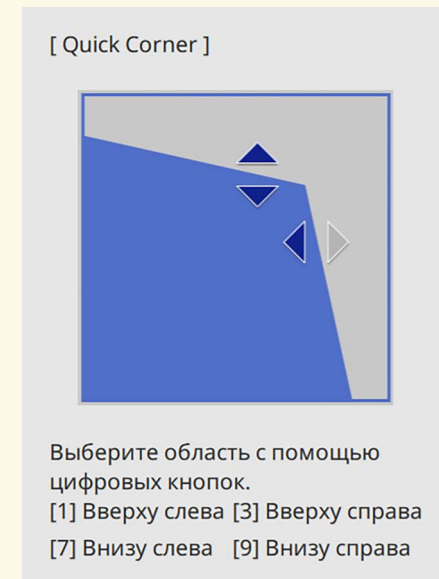 [ Quick Corner ]
Выберите область с помощью
цифровых кнопок.
[1] Вверху слева [3] Вверху справа
[7] Внизу слева [9] Внизу справа